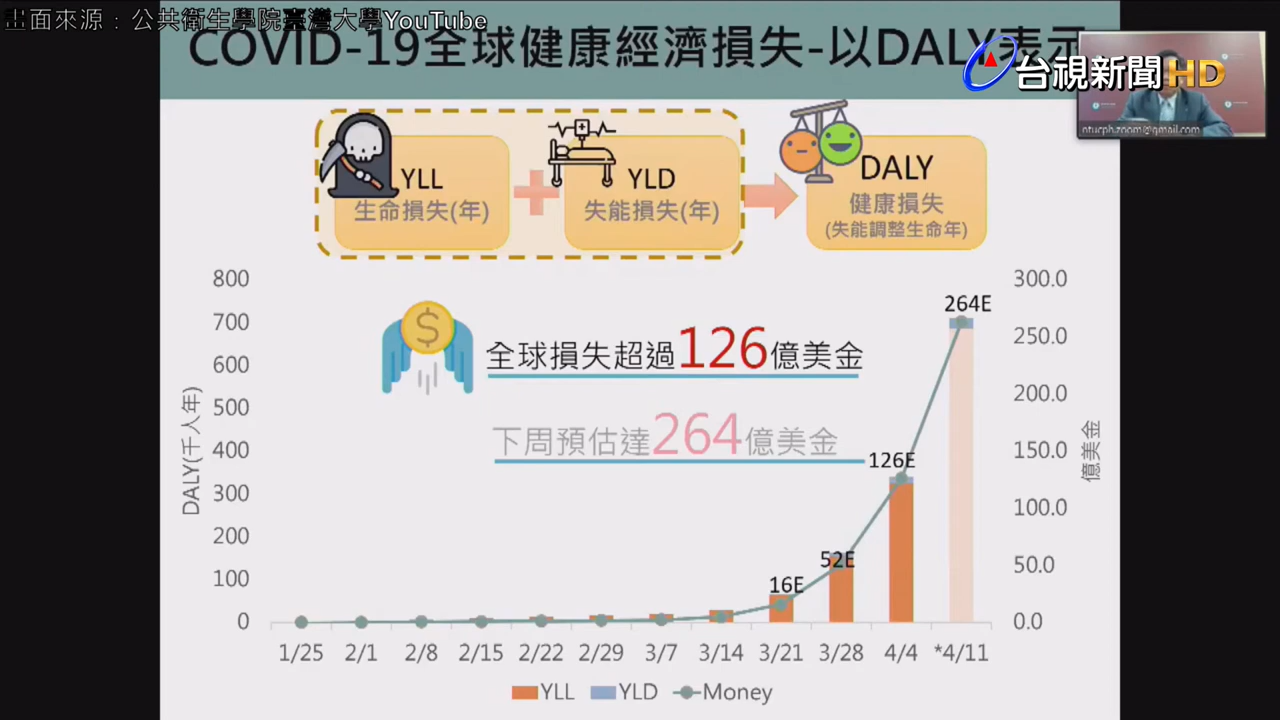 畫面來源：公共衛生學院臺灣大學YouTube
COVID-19全球健康經濟損失-以DALY表示
台視新聞HD
ntucph.zoom@gmail.com
YLL
生命損失(年)
YLD
失能損失(年)
DALY
健康損失
(失能調整生命年)
全球損失超過126億美金
下周預估達264億美金
DALY(千人年)
800
700
600
500
400
300
200
100
0
300.0
250.0
200.0
150.0
100.0
50.0
0.0
億美金
16E
52E
126E
264E
1/25 2/1 2/8 2/15 2/22 2/29 3/7 3/14 3/21 3/28 4/4 *4/11
YLL YLD Money